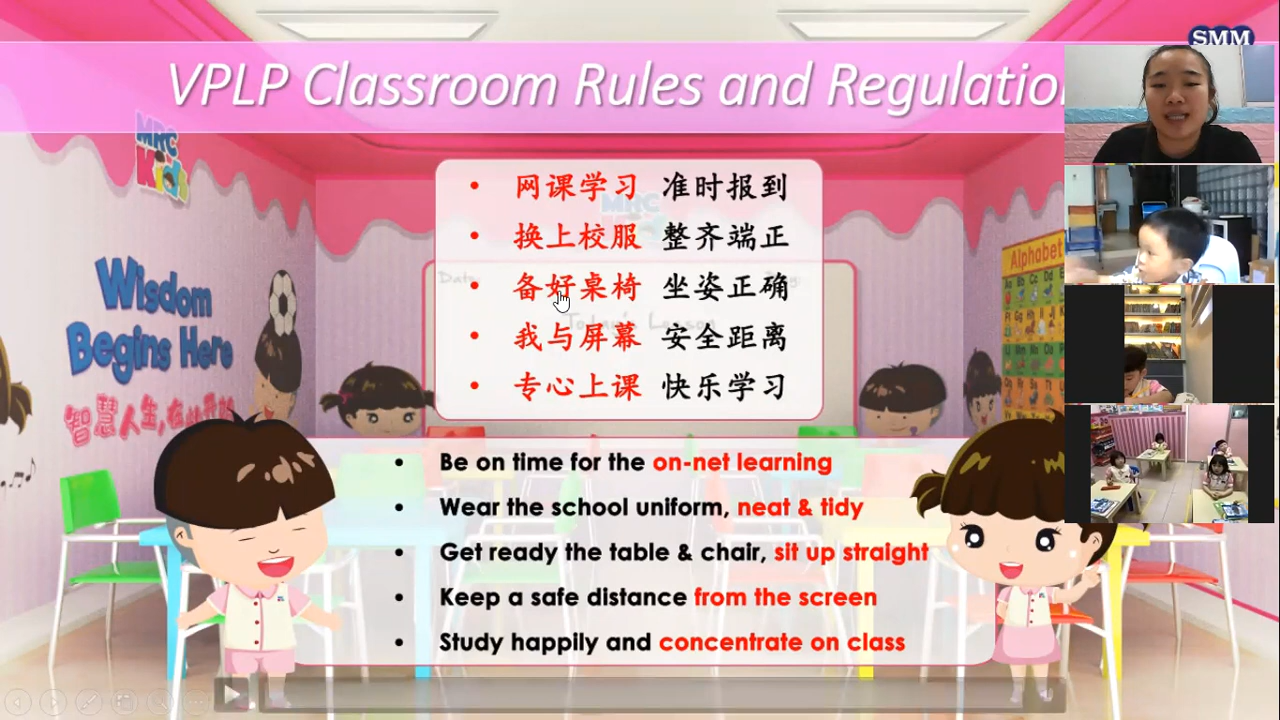 SMM
VPLP Classroom Rules and Regulatio
MRC
Kids
• 网课学习 准时报到
• 换上校服 整齐端正
• 备好桌椅 坐姿正确
• 我与屏幕 安全距离
• 专心上课 快乐学习
Date
Today's Lesson
Alphabet
Wisdom
Begins Here
智慧人生,在
• Be on time for the on-net learning
• Wear the school uniform, neat & tidy
• Get ready the table & chair, sit up straight
• Keep a safe distance from the screen
• Study happily and concentrate on class